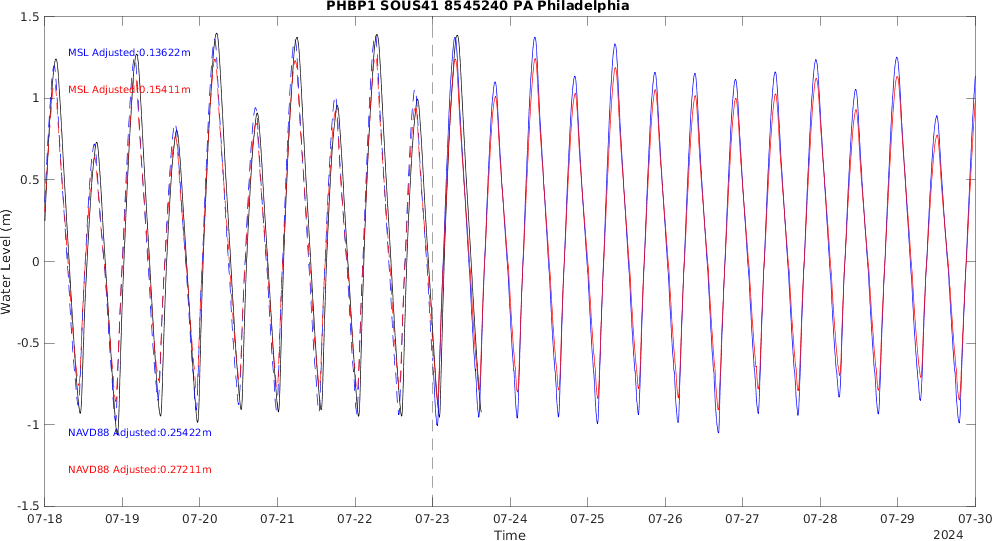 PHBP1 SOUS41 8545240 PA Philadelphia
1.5
MSL Adjusted:0.13622m
MSL Adjusted:0.15411m
1
0.5
Water Level (m)
0
-0.5
-1
NAVD88 Adjusted:0.25422m
NAVD88 Adjusted:0.27211m
-1.5
07-18 07-19 07-20 07-21 07-22 07-23 07-24 07-25 07-26 07-27 07-28 07-29 07-30
Time
2024